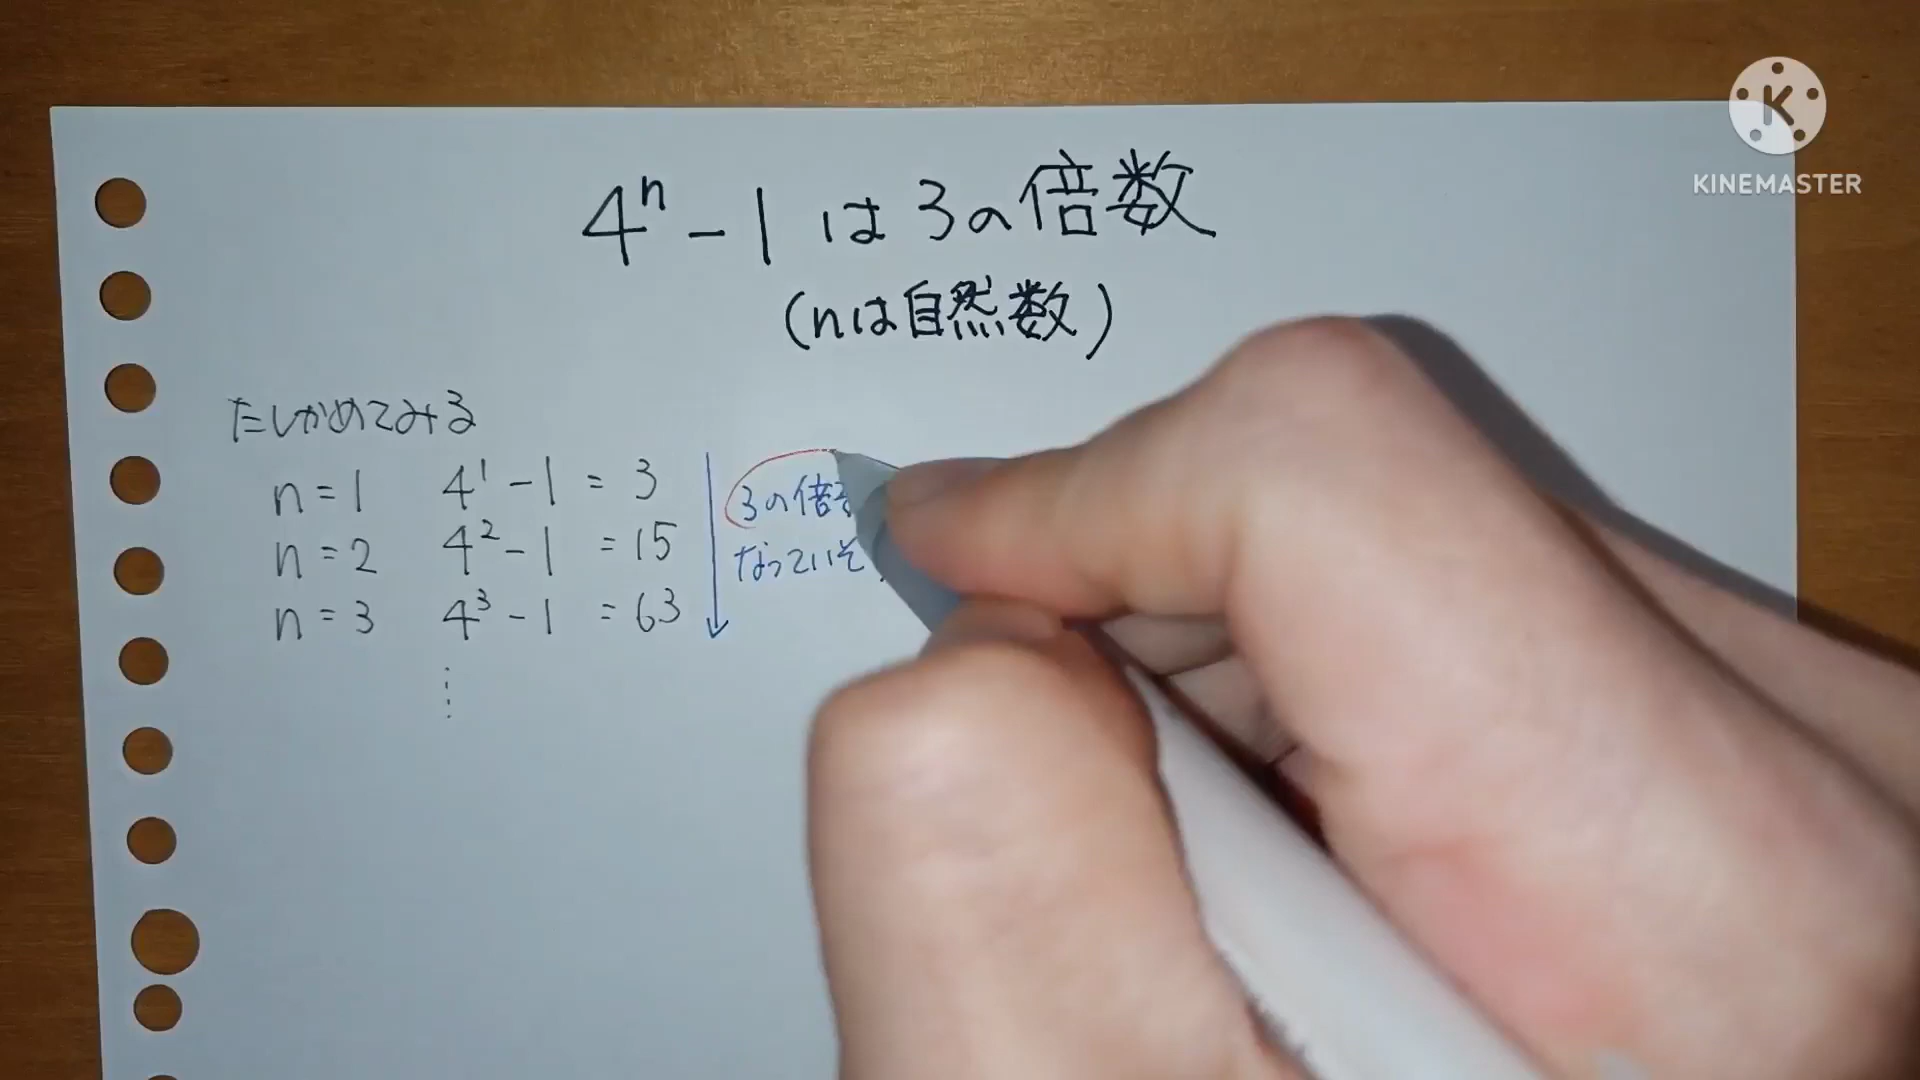 4ⁿ-1は3の倍数
(nは自然数)
KINEMASTER
たしかめてみる
n=1 4¹-1 = 3
n=2 4²-1 = 15
n=3 4³-1 = 63
⋮
3の倍
なっていそ